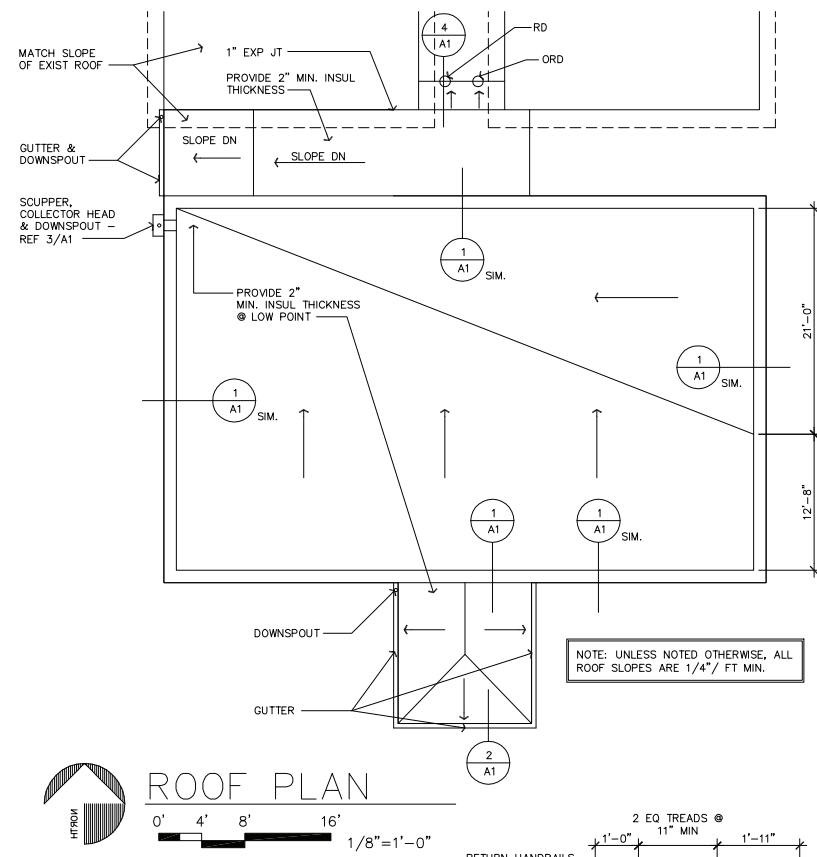 4
A1
RD
ORD
MATCH SLOPE
OF EXIST ROOF
1" EXP JT
PROVIDE 2" MIN. INSUL
THICKNESS
GUTTER &
DOWNSPOUT
SLOPE DN
SLOPE DN
SCUPPER,
COLLECTOR HEAD
& DOWNSPOUT –
REF 3/A1
1
A1
SIM.
PROVIDE 2"
MIN. INSUL THICKNESS
@ LOW POINT
21'-0"
1
A1
SIM.
1
A1
SIM.
1
A1
1
A1
SIM.
12'-8"
DOWNSPOUT
NOTE: UNLESS NOTED OTHERWISE, ALL
ROOF SLOPES ARE 1/4"/ FT MIN.
GUTTER
2
A1
NORTH
ROOF PLAN
0' 4' 8' 16'
1/8"=1'-0"
2 EQ TREADS @
11" MIN
1'-0"
1'-11"
RETURN HANDRAILS